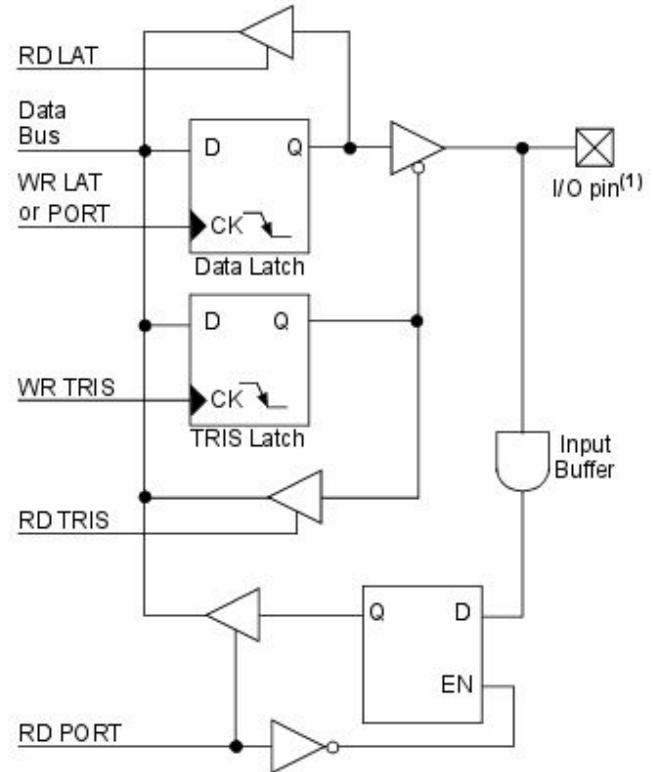 RD LAT
Data
Bus
D
Q
I/O pin(1)
WR LAT
or PORT
CK
Data Latch
D
Q
WR TRIS
CK
TRIS Latch
Input
Buffer
RD TRIS
Q
D
EN
RD PORT